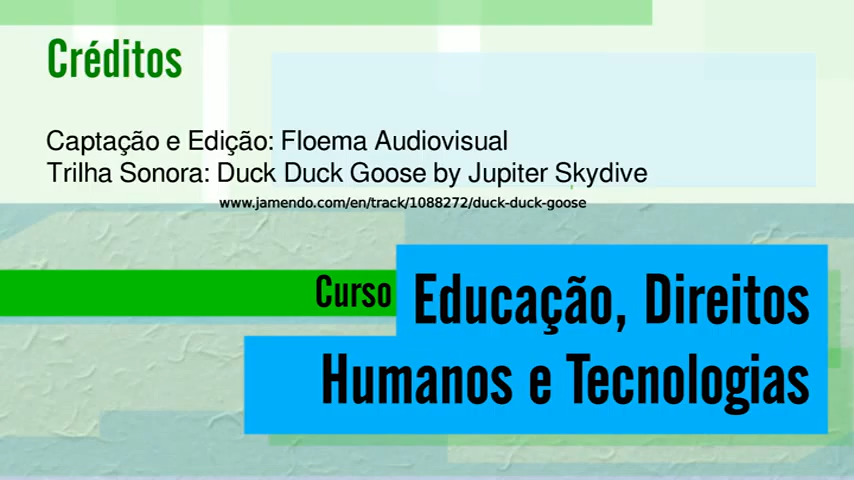 Créditos
Captação e Edição: Floema Audiovisual
Trilha Sonora: Duck Duck Goose by Jupiter Skydive
www.jamendo.com/en/track/1088272/duck-duck-goose
Curso Educação, Direitos
Humanos e Tecnologias